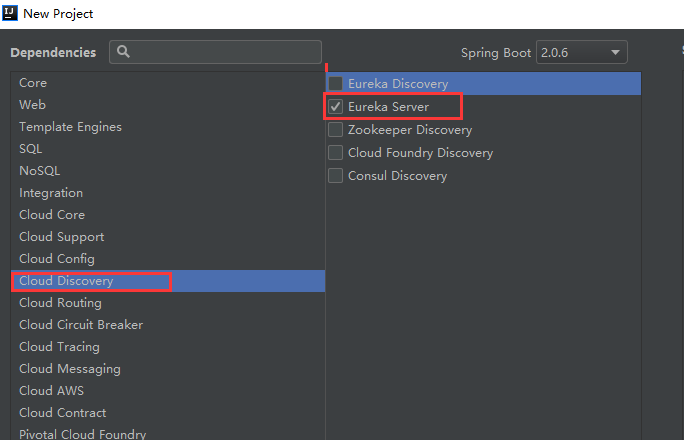 New Project
Dependencies
Spring Boot 2.0.6
Core
Web
Template Engines
SQL
NoSQL
Integration
Cloud Core
Cloud Support
Cloud Config
Cloud Discovery
Cloud Routing
Cloud Circuit Breaker
Cloud Tracing
Cloud Messaging
Cloud AWS
Cloud Contract
Pivotal Cloud Foundry
Eureka Discovery
Eureka Server
Zookeeper Discovery
Cloud Foundry Discovery
Consul Discovery